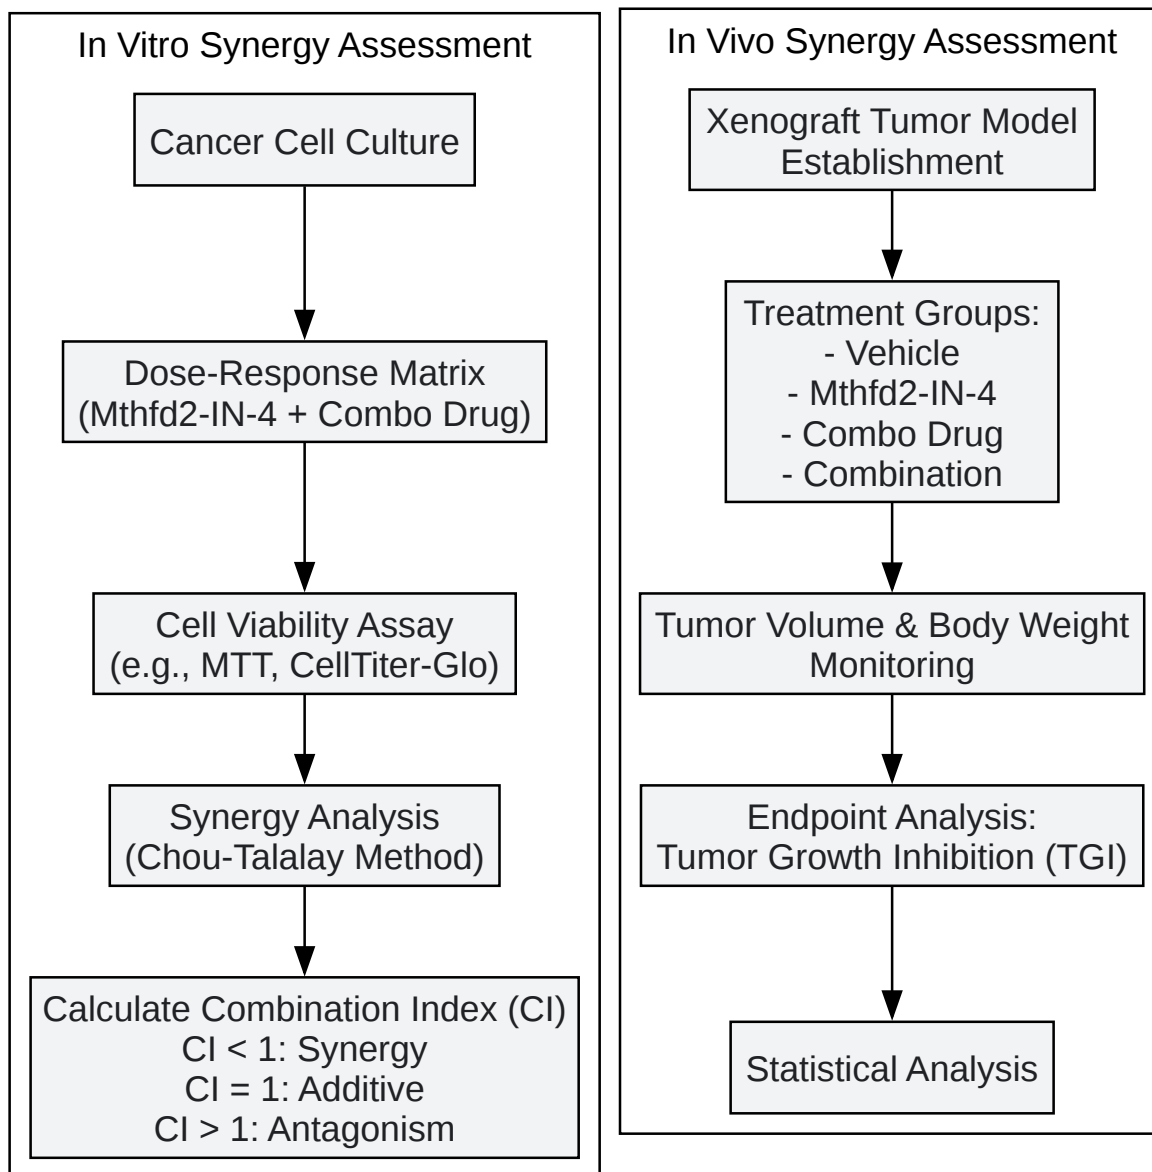 In Vitro Synergy Assessment
Cancer Cell Culture
Dose-Response Matrix
(Mthfd2-IN-4 + Combo Drug)
Cell Viability Assay
(e.g., MTT, CellTiter-Glo)
Synergy Analysis
(Chou-Talalay Method)
Calculate Combination Index (CI)
CI < 1: Synergy
CI = 1: Additive
CI > 1: Antagonism
In Vivo Synergy Assessment
Xenograft Tumor Model
Establishment
Treatment Groups:
- Vehicle
- Mthfd2-IN-4
- Combo Drug
- Combination
Tumor Volume & Body Weight
Monitoring
Endpoint Analysis:
Tumor Growth Inhibition (TGI)
Statistical Analysis